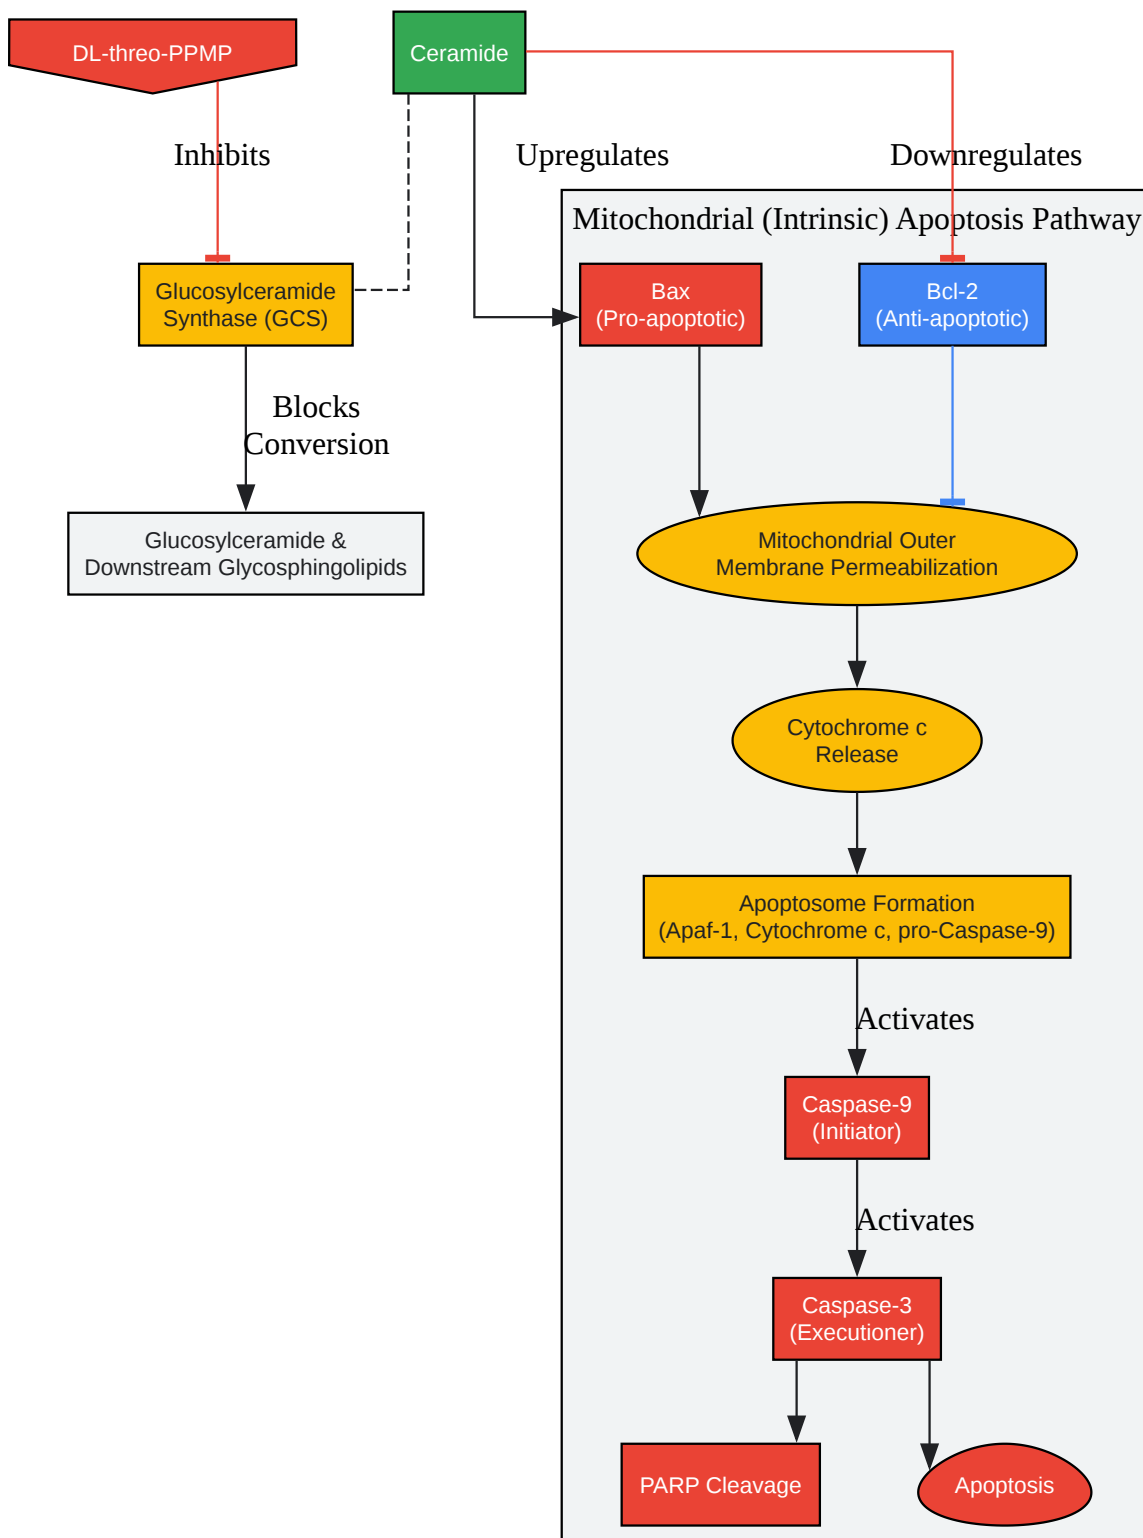 DL-threo-PPMP
Ceramide
Inhibits
Upregulates
Downregulates
Mitochondrial (Intrinsic) Apoptosis Pathway
Glucosylceramide
Synthase (GCS)
Bax
(Pro-apoptotic)
Bcl-2
(Anti-apoptotic)
Blocks
Conversion
Glucosylceramide &
Downstream Glycosphingolipids
Mitochondrial Outer
Membrane Permeabilization
Cytochrome c
Release
Apoptosome Formation
(Apaf-1, Cytochrome c, pro-Caspase-9)
Activates
Caspase-9
(Initiator)
Activates
Caspase-3
(Executioner)
PARP Cleavage
Apoptosis